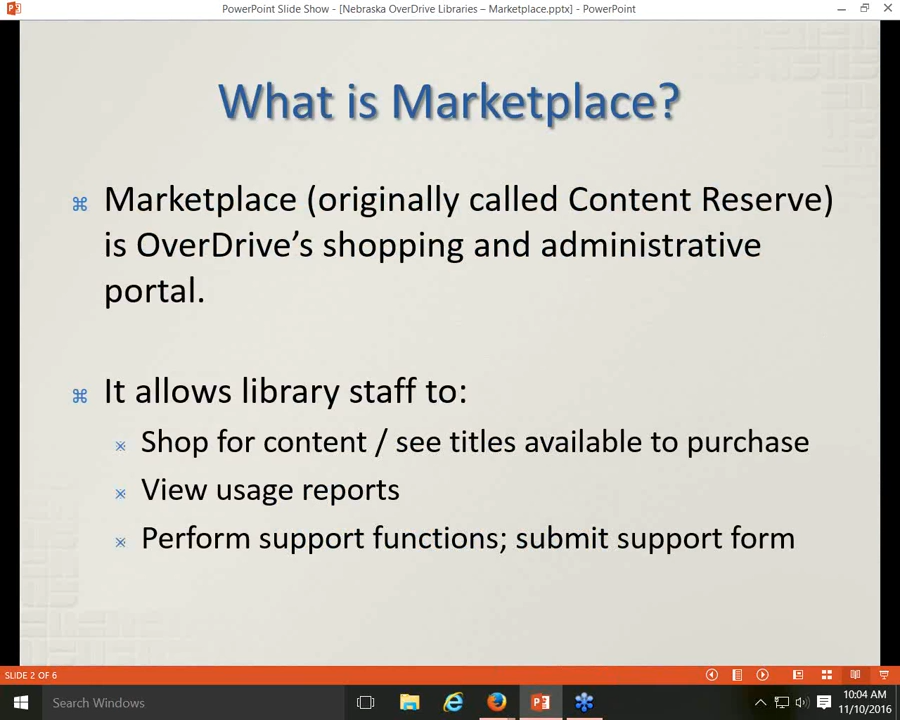 PowerPoint Slide Show - [Nebraska OverDrive Libraries – Marketplace.pptx] - PowerPoint
What is Marketplace?
Marketplace (originally called Content Reserve)
is OverDrive’s shopping and administrative
portal.
It allows library staff to:
Shop for content / see titles available to purchase
View usage reports
Perform support functions; submit support form
SLIDE 2 OF 6
Search Windows
10:04 AM
11/10/2016